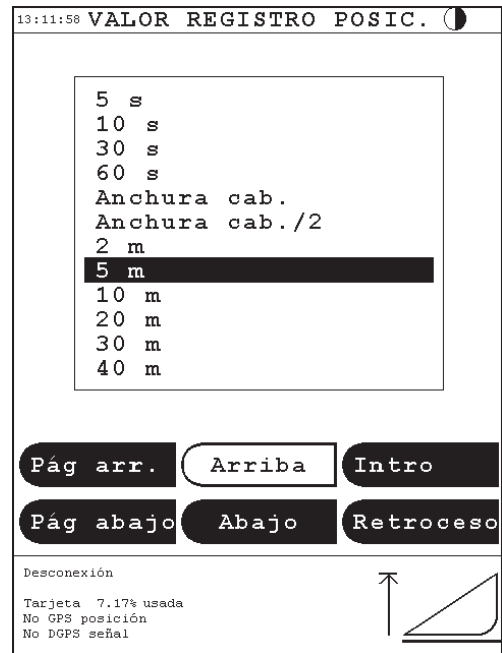 13:11:58 VALOR REGISTRO POSIC.
5 s
10 s
30 s
60 s
Anchura cab.
Anchura cab./2
2 m
5 m
10 m
20 m
30 m
40 m
Pág arr. Arriba Intro
Pág abajo Abajo Retroceso
Desconexión
Tarjeta 7.17% usada
No GPS posición
No DGPS señal